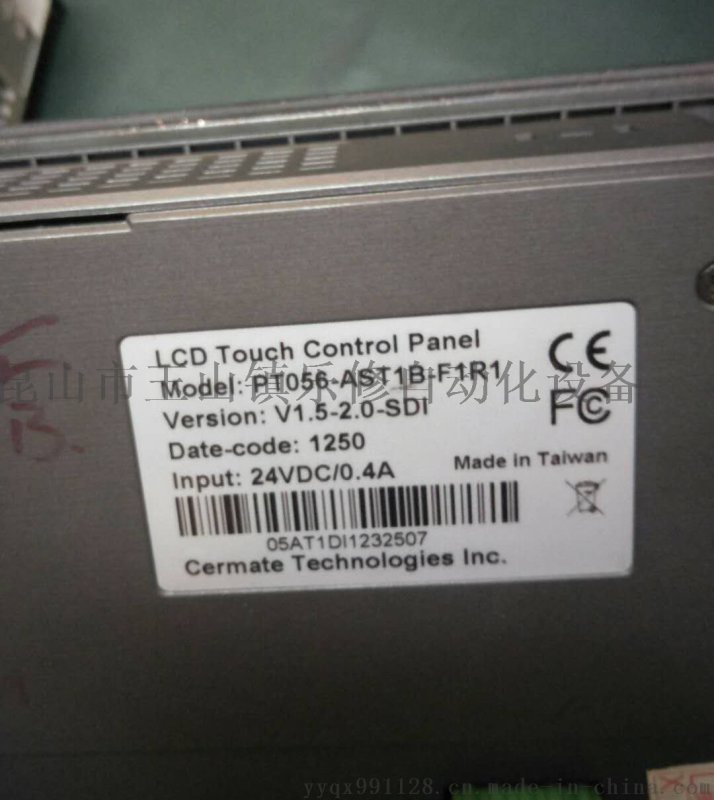 LCD Touch Control Panel
Model: PT056-AST1B-F1R1
昆山市玉山镇乐修自动化设备
Version: V1.5-2.0-SDI
Date-code: 1250
Input: 24VDC/0.4A
CE
FC
Made in Taiwan
05AT1DI1232507
Cermate Technologies Inc.
yyqx991128.cn.made-in-china.com